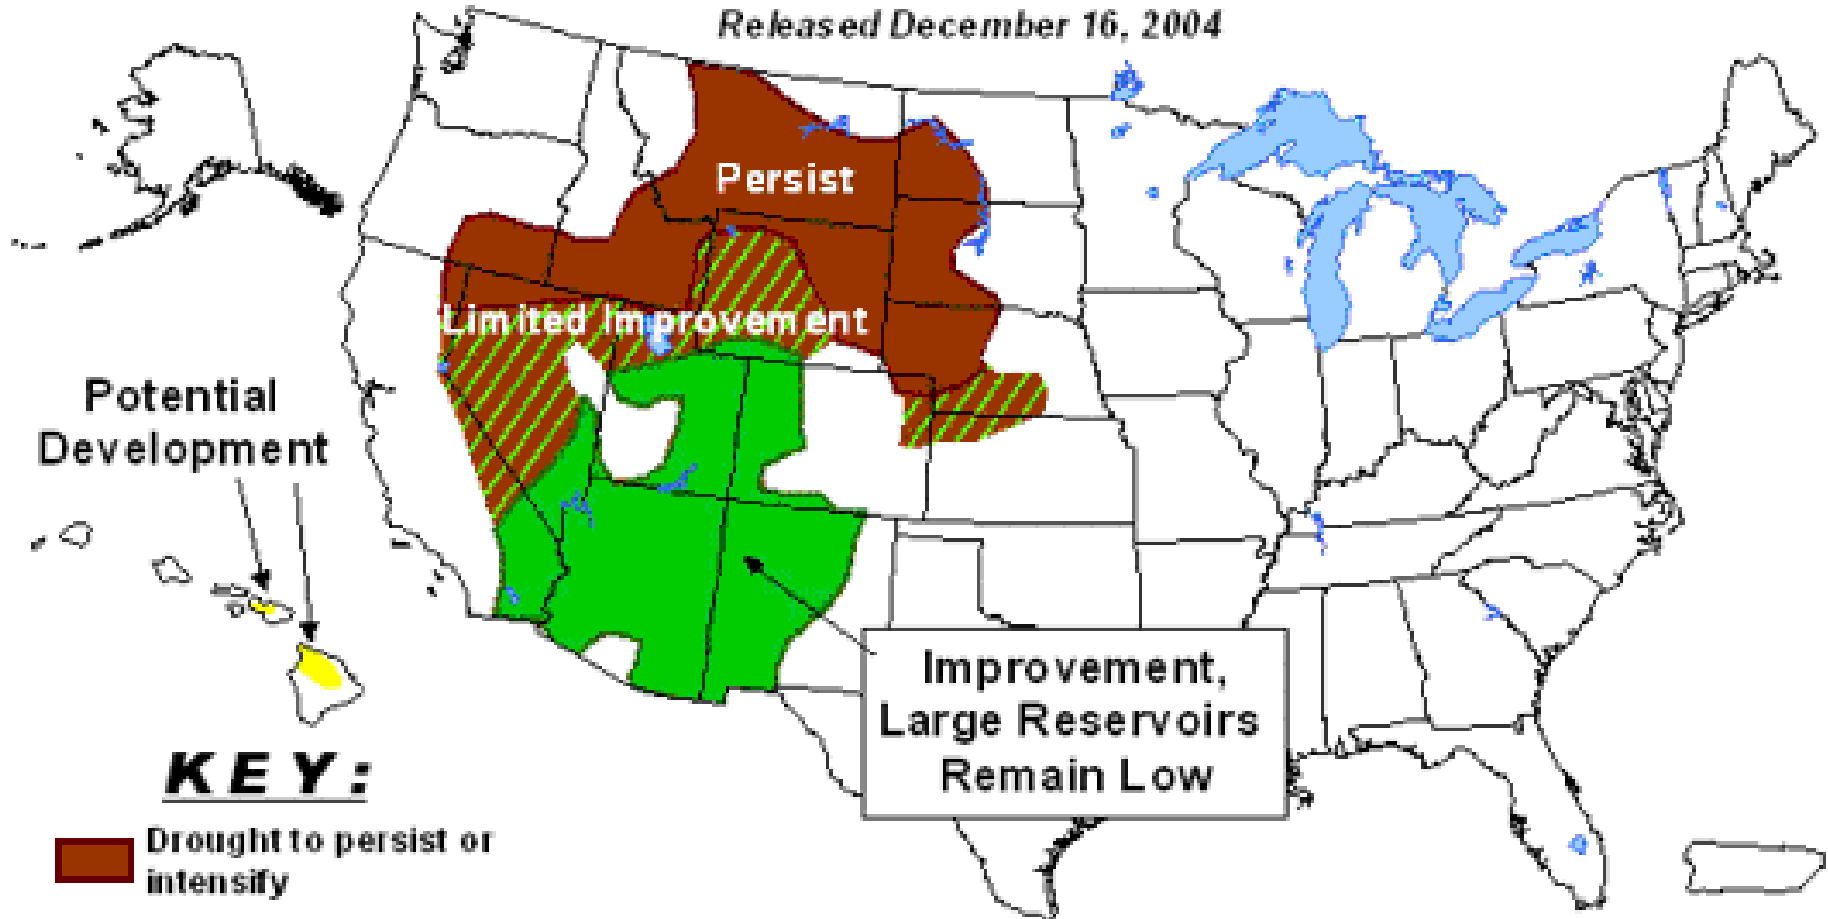 Released December 16, 2004
Persist
Limited Improvement
Potential
Development
Improvement,
Large Reservoirs
Remain Low
KEY:
Drought to persist or
intensify